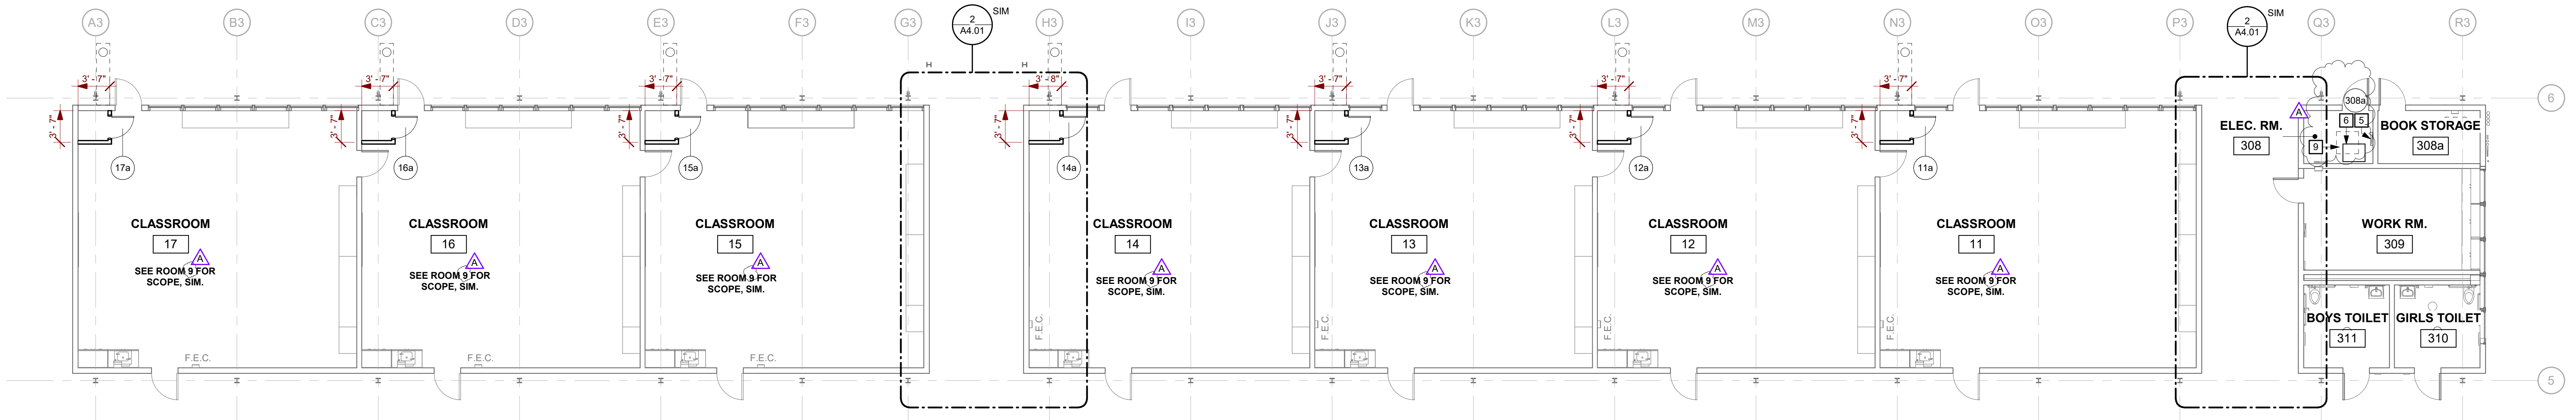 A3
B3
C3
D3
E3
F3
G3
2
A4.01
SIM
H3
I3
J3
K3
L3
M3
N3
O3
P3
2
A4.01
SIM
Q3
R3
3' - 7"
3' - 7"
3' - 7"
3' - 8"
3' - 7"
3' - 7"
3' - 7"
6
3' - 7"
3' - 7"
3' - 7"
3' - 7"
3' - 7"
3' - 7"
3' - 7"
17a
16a
15a
14a
13a
12a
11a
A
308a
6
5
9
ELEC. RM.
308
BOOK STORAGE
308a
CLASSROOM
17
A
SEE ROOM 9 FOR
SCOPE, SIM.
CLASSROOM
16
A
SEE ROOM 9 FOR
SCOPE, SIM.
CLASSROOM
15
A
SEE ROOM 9 FOR
SCOPE, SIM.
CLASSROOM
14
A
SEE ROOM 9 FOR
SCOPE, SIM.
CLASSROOM
13
A
SEE ROOM 9 FOR
SCOPE, SIM.
CLASSROOM
12
A
SEE ROOM 9 FOR
SCOPE, SIM.
CLASSROOM
11
A
SEE ROOM 9 FOR
SCOPE, SIM.
WORK RM.
309
BOYS TOILET
311
GIRLS TOILET
310
F.E.C.
F.E.C.
F.E.C.
F.E.C.
F.E.C.
F.E.C.
F.E.C.
5